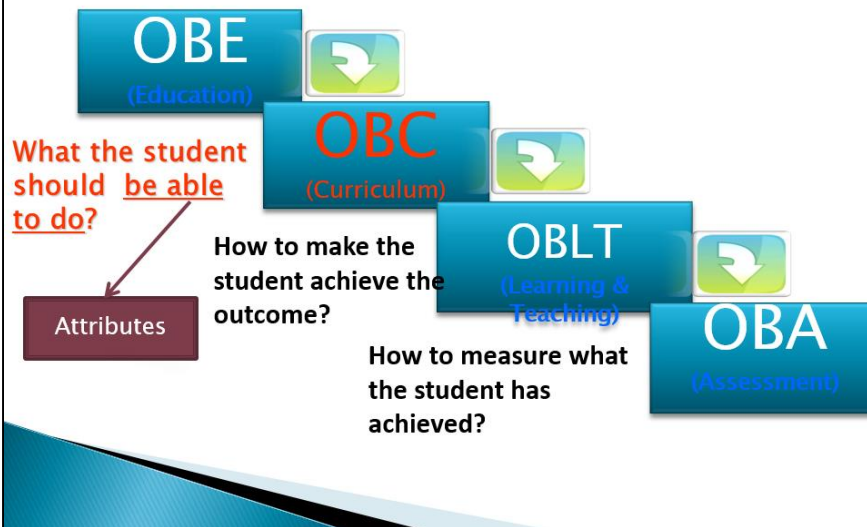 OBE
(Education)
OBC
(Curriculum)
What the student
should be able
to do?
Attributes
OBLT
(Learning &
Teaching)
How to make the
student achieve the
outcome?
OBA
(Assessment)
How to measure what
the student has
achieved?